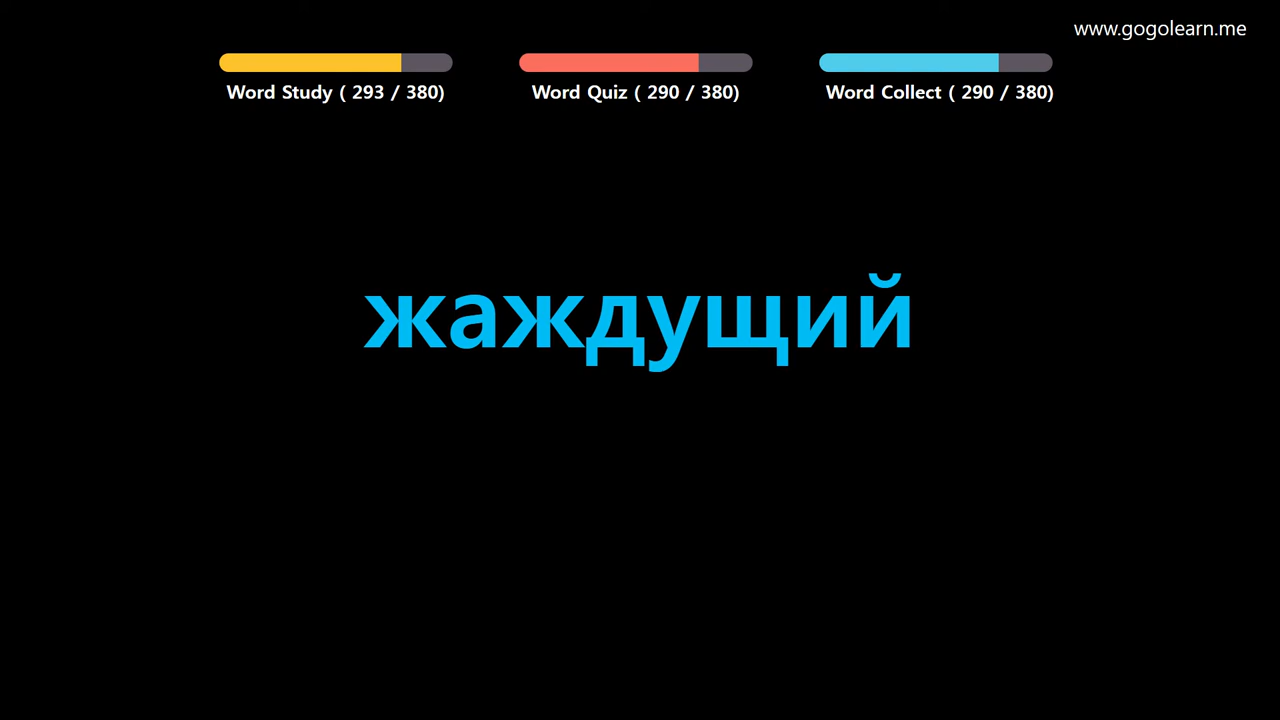 www.gogolearn.me
Word Study ( 293 / 380)
Word Quiz ( 290 / 380)
Word Collect ( 290 / 380)
жаждущий